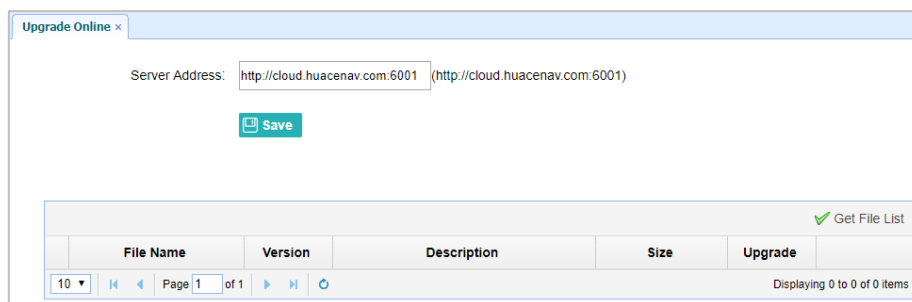 Upgrade Online ×
Server Address: http://cloud.huacenav.com:6001 (http://cloud.huacenav.com:6001)
Save
Get File List
File Name Version Description Size Upgrade
10 Page 1 of 1 Displaying 0 to 0 of 0 items